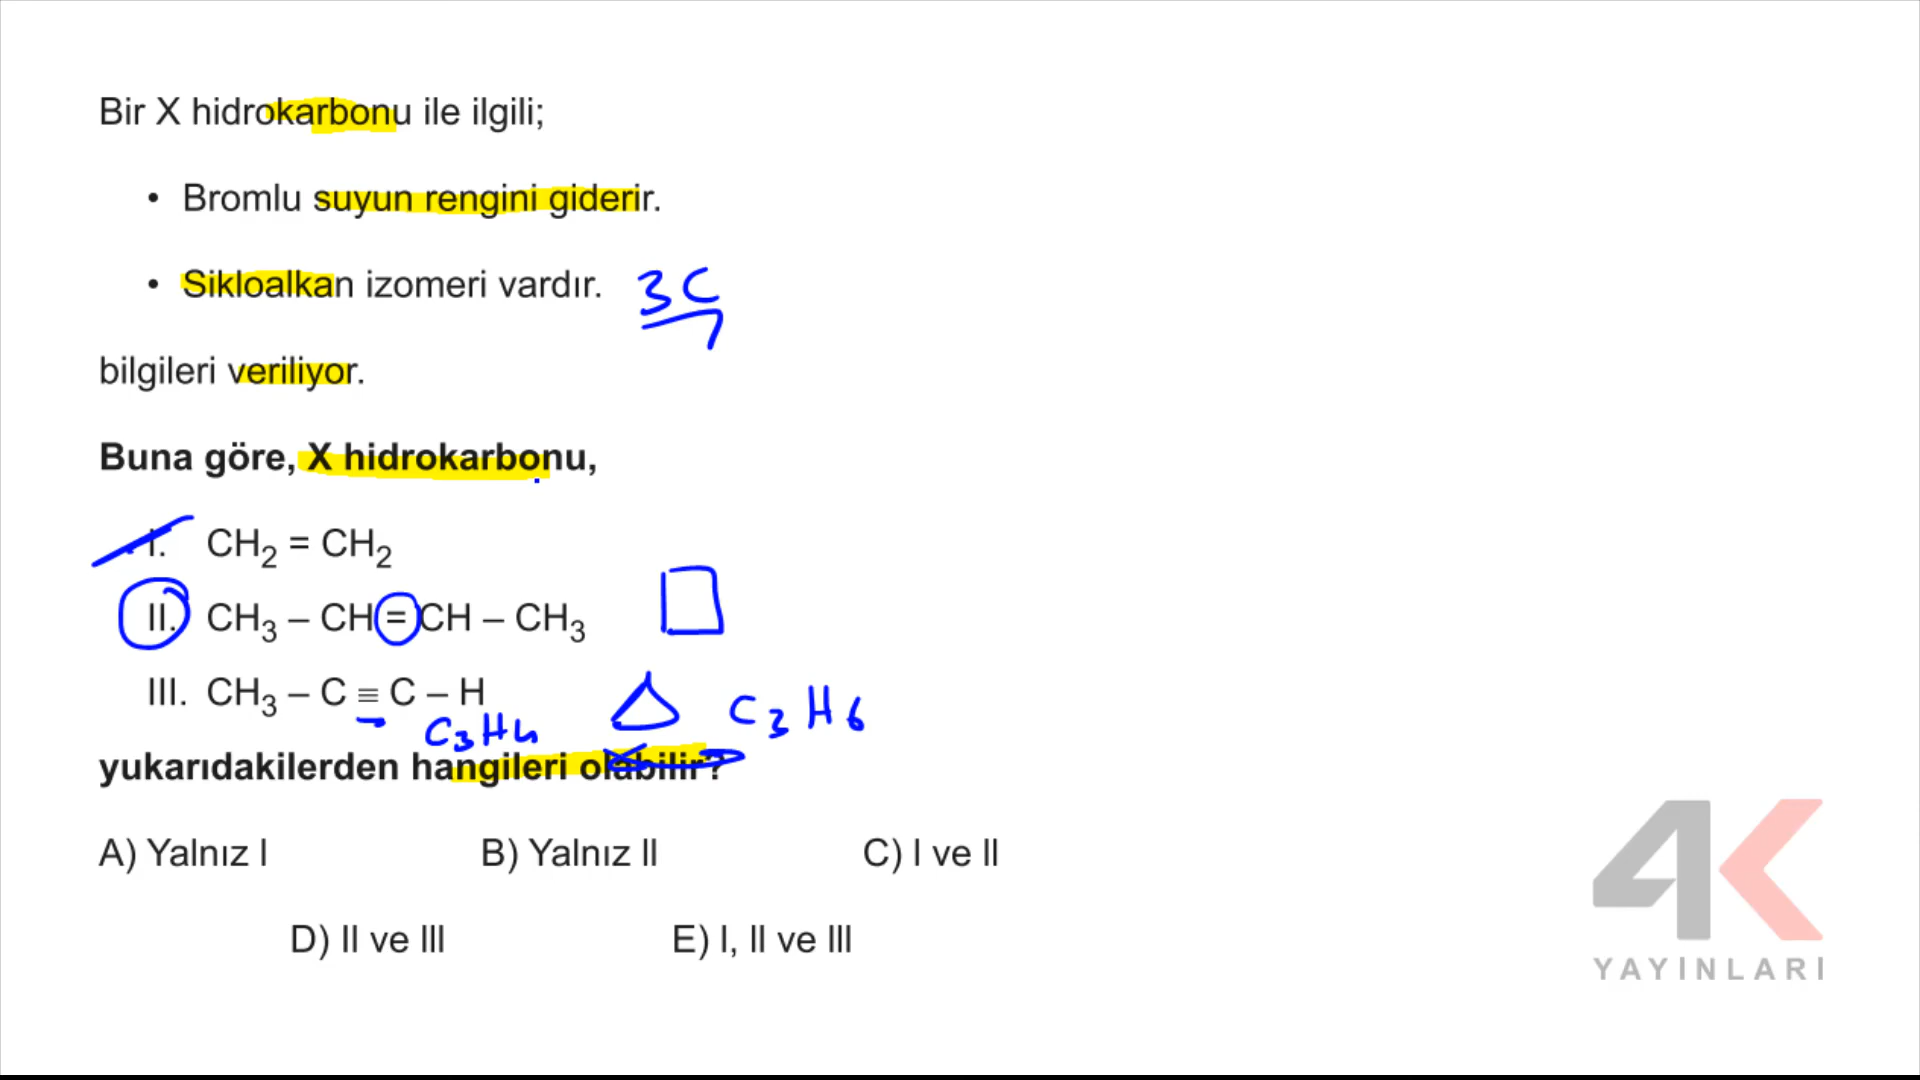 Bir X hidrokarbonu ile ilgili;
• Bromlu suyun rengini giderir.
• Sikloalkan izomeri vardır. 3C
bilgileri veriliyor.
Buna göre, X hidrokarbonu,
I. CH₂ = CH₂
II. CH₃ – CH = CH – CH₃
III. CH₃ – C ≡ C – H
C₃H₄ C₃H₆
yukarıdakilerden hangileri olabilir?
A) Yalnız I B) Yalnız II C) I ve II
D) II ve III E) I, II ve III
4K
YAYINLARI